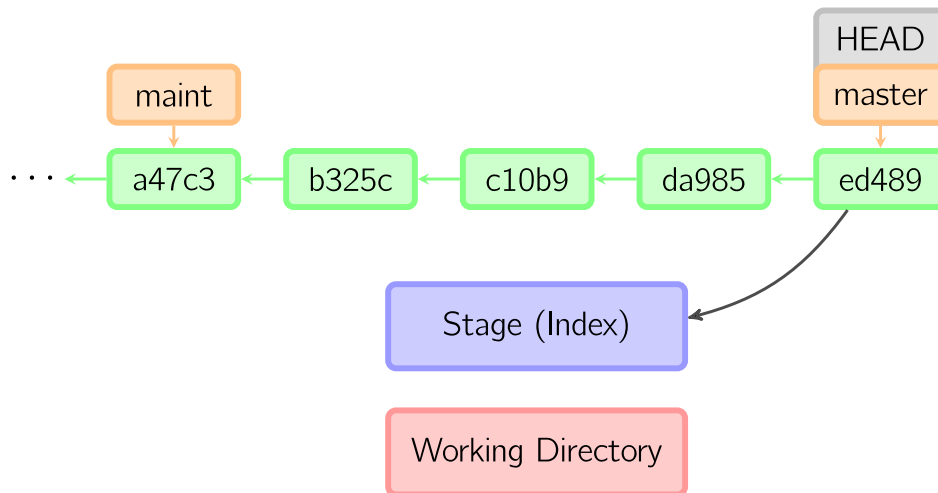 HEAD
maint
master
...
a47c3
b325c
c10b9
da985
ed489
Stage (Index)
Working Directory